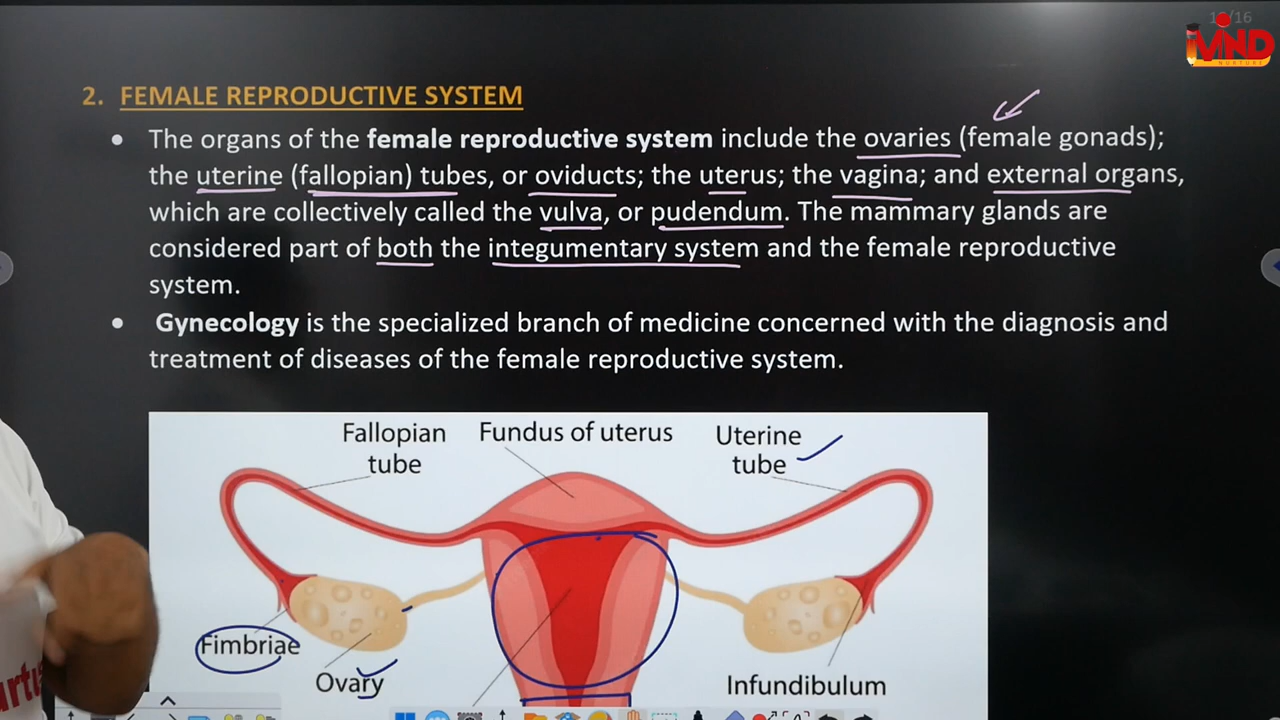 16
MIND
NURTURE
2. FEMALE REPRODUCTIVE SYSTEM
• The organs of the female reproductive system include the ovaries (female gonads);
the uterine (fallopian) tubes, or oviducts; the uterus; the vagina; and external organs,
which are collectively called the vulva, or pudendum. The mammary glands are
considered part of both the integumentary system and the female reproductive
system.
• Gynecology is the specialized branch of medicine concerned with the diagnosis and
treatment of diseases of the female reproductive system.
Fallopian
tube
Fundus of uterus
Uterine
tube
Fimbriae
Ovary
Infundibulum